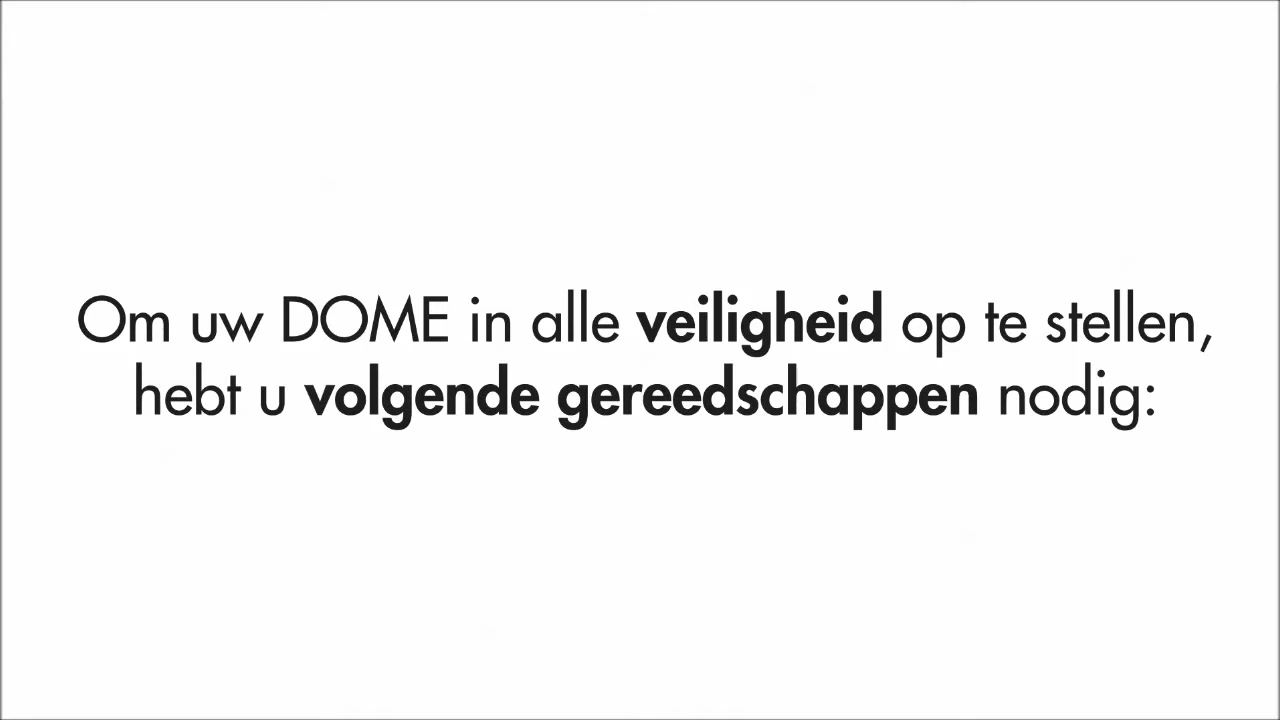 Om uw DOME in alle veiligheid op te stellen,
hebt u volgende gereedschappen nodig: